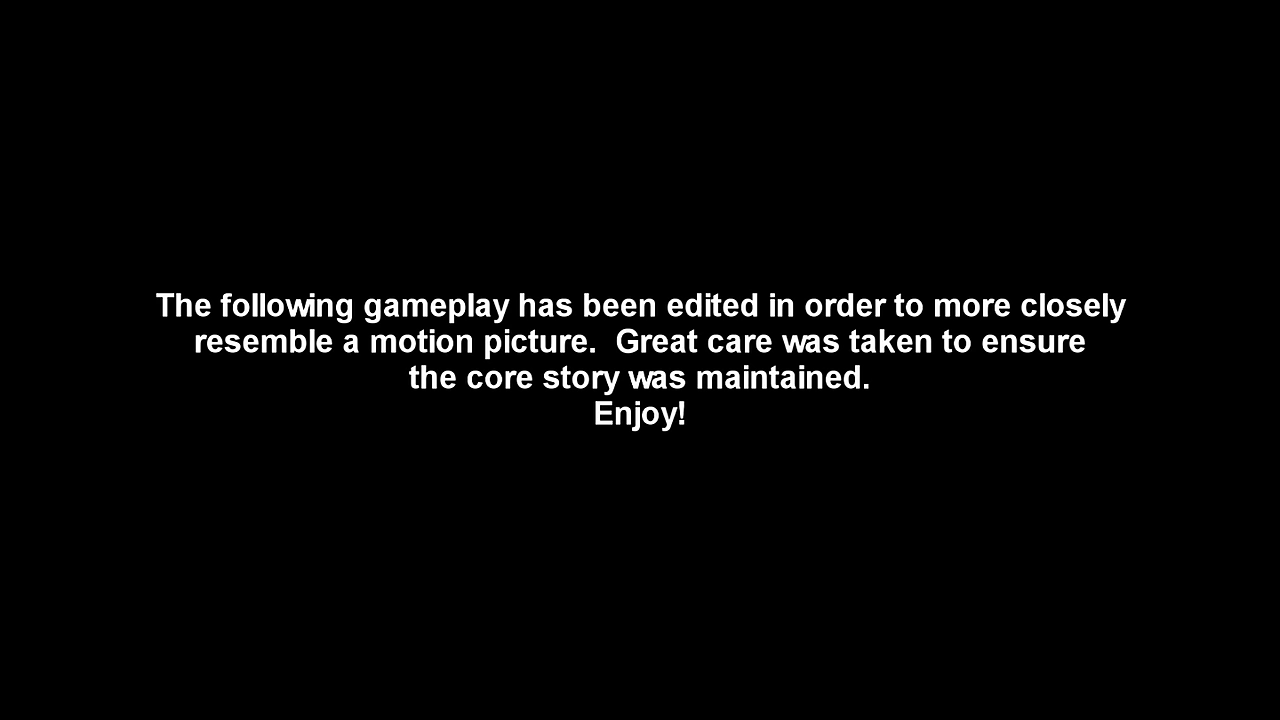 The following gameplay has been edited in order to more closely
resemble a motion picture.  Great care was taken to ensure
the core story was maintained.
Enjoy!